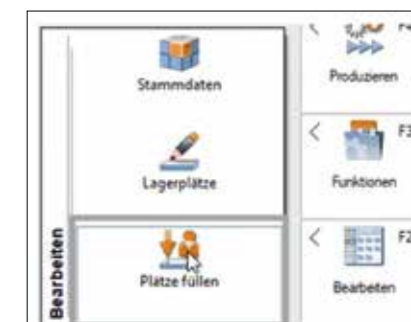 Stammdaten
Lagerplätze
Plätze füllen
Bearbeiten
Produzieren
F3
Funktionen
F2
Bearbeiten